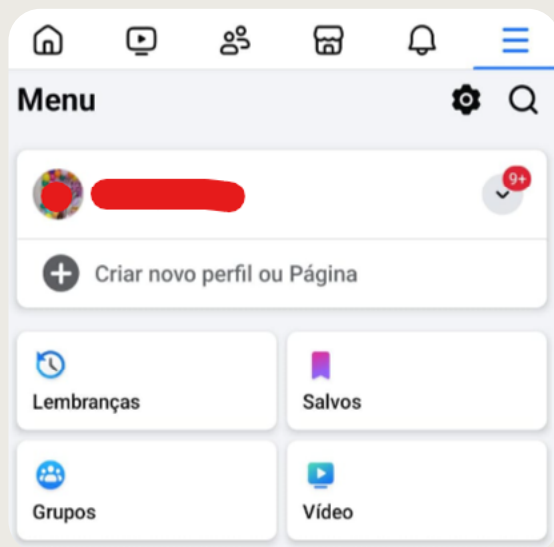 Menu
9+
Criar novo perfil ou Página
Lembranças
Salvos
Grupos
Vídeo